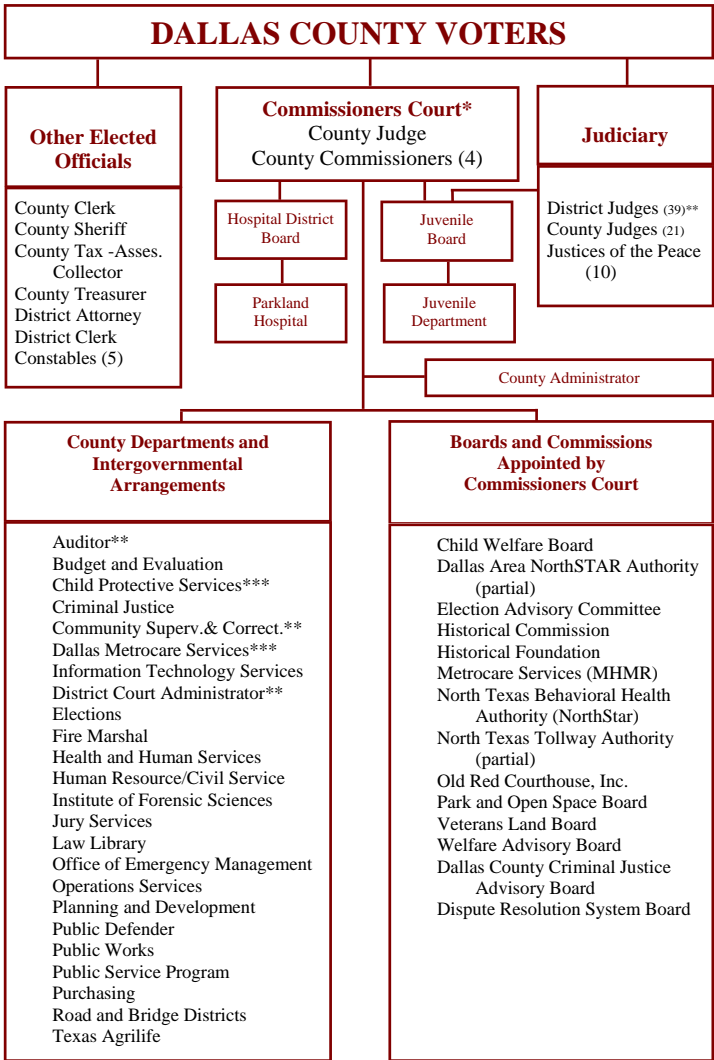 DALLAS COUNTY VOTERS
Other Elected
Officials
County Clerk
County Sheriff
County Tax -Asses.
Collector
County Treasurer
District Attorney
District Clerk
Constables (5)
Commissioners Court*
County Judge
County Commissioners (4)
Hospital District
Board
Parkland
Hospital
Juvenile
Board
Juvenile
Department
Judiciary
District Judges (39)**
County Judges (21)
Justices of the Peace
(10)
County Administrator
County Departments and
Intergovernmental
Arrangements
Auditor**
Budget and Evaluation
Child Protective Services***
Criminal Justice
Community Superv.& Correct.**
Dallas Metrocare Services***
Information Technology Services
District Court Administrator**
Elections
Fire Marshal
Health and Human Services
Human Resource/Civil Service
Institute of Forensic Sciences
Jury Services
Law Library
Office of Emergency Management
Operations Services
Planning and Development
Public Defender
Public Works
Public Service Program
Purchasing
Road and Bridge Districts
Texas Agrilife
Boards and Commissions
Appointed by
Commissioners Court
Child Welfare Board
Dallas Area NorthSTAR Authority
(partial)
Election Advisory Committee
Historical Commission
Historical Foundation
Metrocare Services (MHMR)
North Texas Behavioral Health
Authority (NorthStar)
North Texas Tollway Authority
(partial)
Old Red Courthouse, Inc.
Park and Open Space Board
Veterans Land Board
Welfare Advisory Board
Dallas County Criminal Justice
Advisory Board
Dispute Resolution System Board